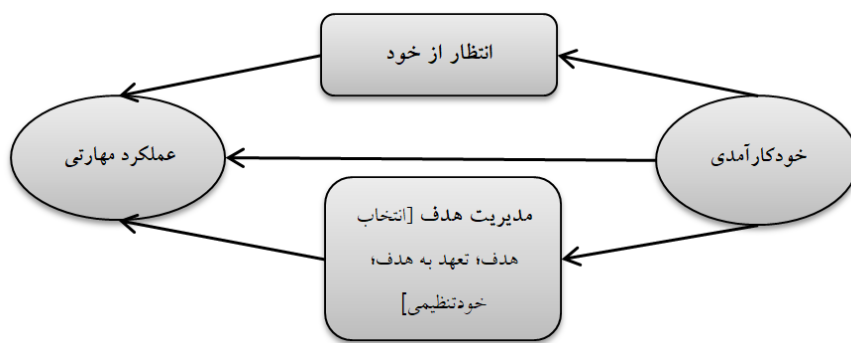 انتظار از خود
خودکارآمدی
عملکرد مهارتی
مدیریت هدف [انتخاب
هدف؛ تعهد به هدف؛
خودتنظیمی]